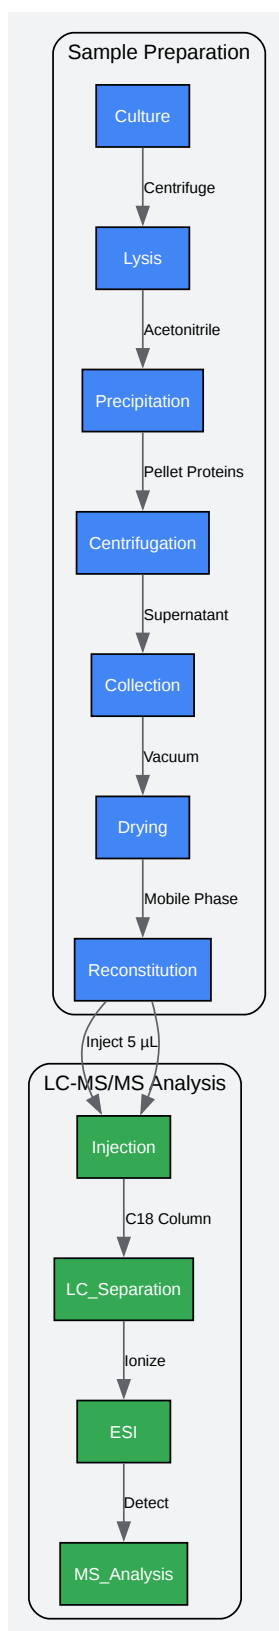 Sample Preparation
Culture
Centrifuge
Lysis
Acetonitrile
Precipitation
Pellet Proteins
Centrifugation
Supernatant
Collection
Vacuum
Drying
Mobile Phase
Reconstitution
Inject 5 µL
LC-MS/MS Analysis
Injection
C18 Column
LC_Separation
Ionize
ESI
Detect
MS_Analysis